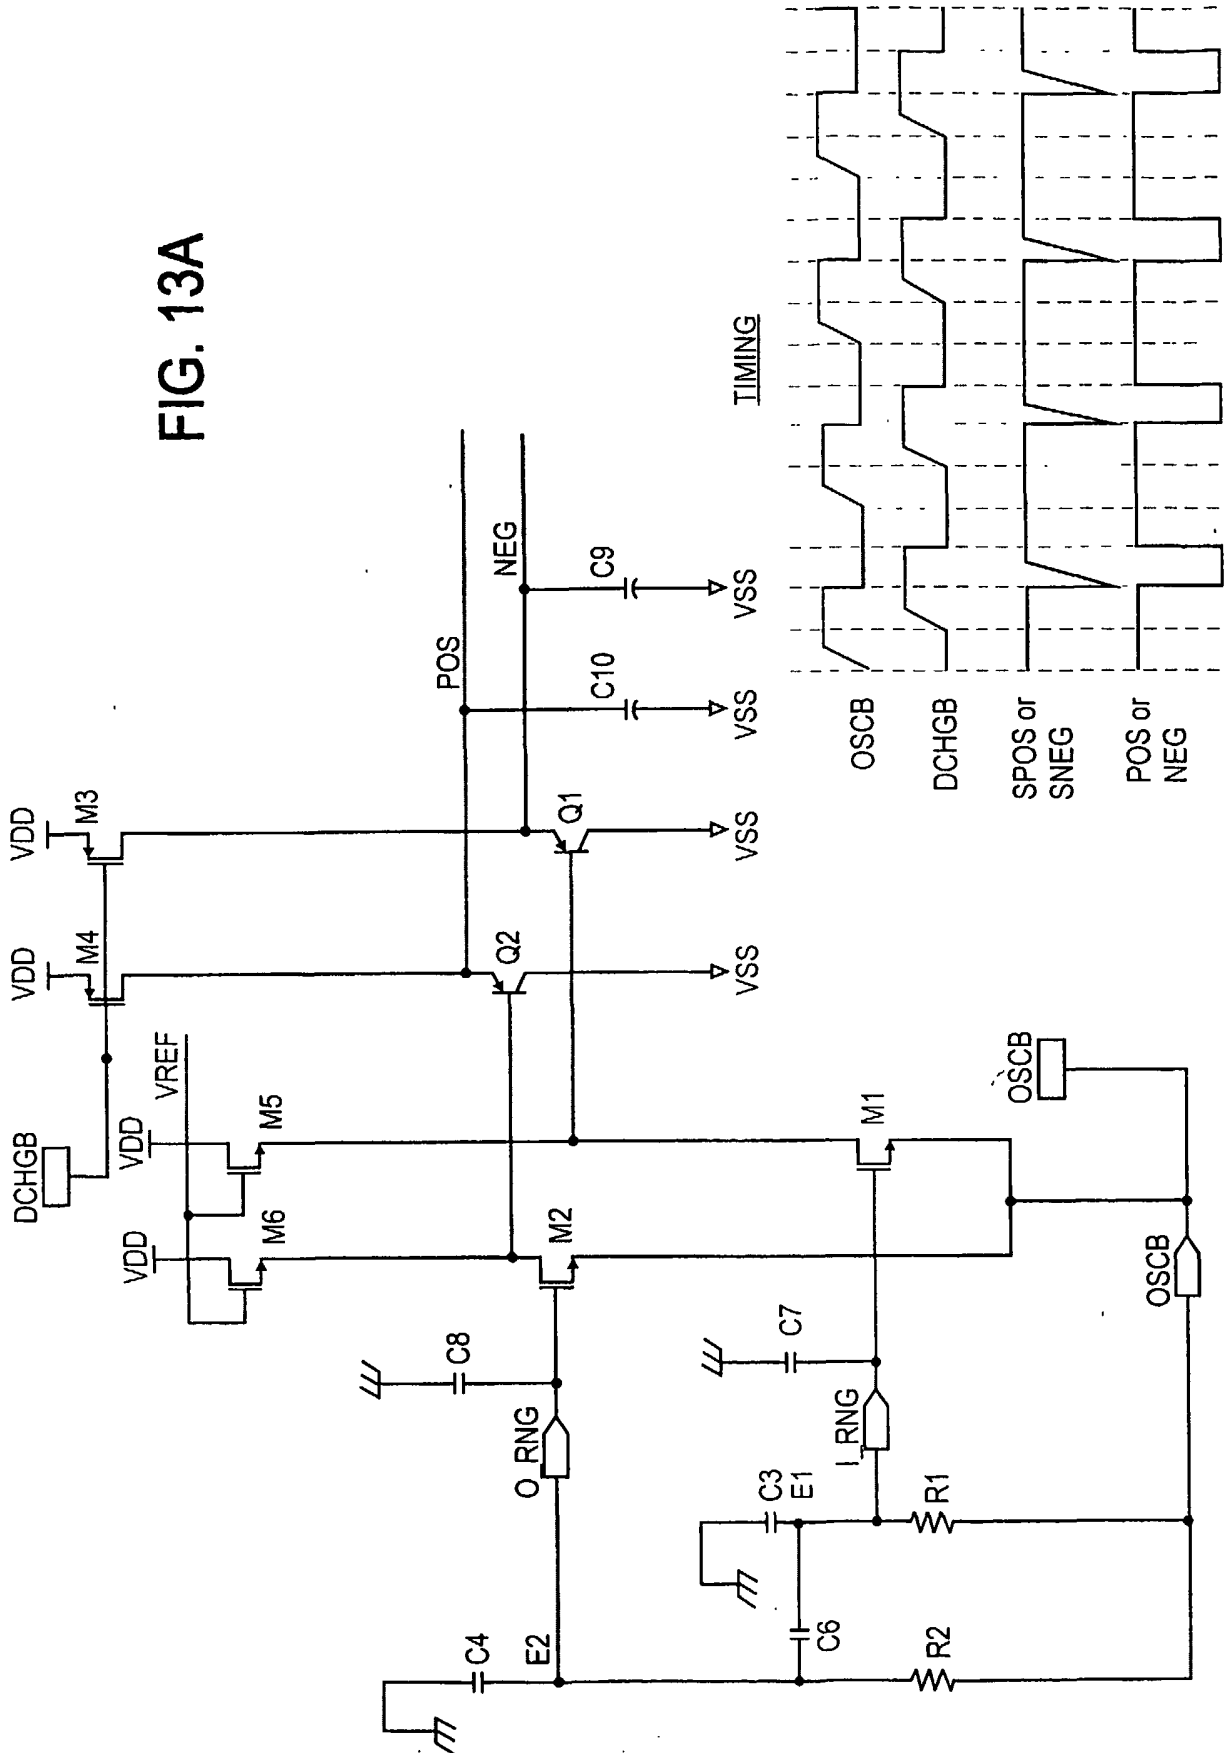 FIG. 13A
VDD
M3
VDD
M4
DCHGB
VREF
VDD
M5
VDD
M6
POS
NEG
Q2
Q1
C10
C9
VSS
VSS
VSS
VSS
M2
M1
C8
C7
O_RNG
I_RNG
OSCB
OSCB
C4
E2
C3
E1
C6
R1
R2
TIMING
OSCB
DCHGB
SPOS or
SNEG
POS or
NEG